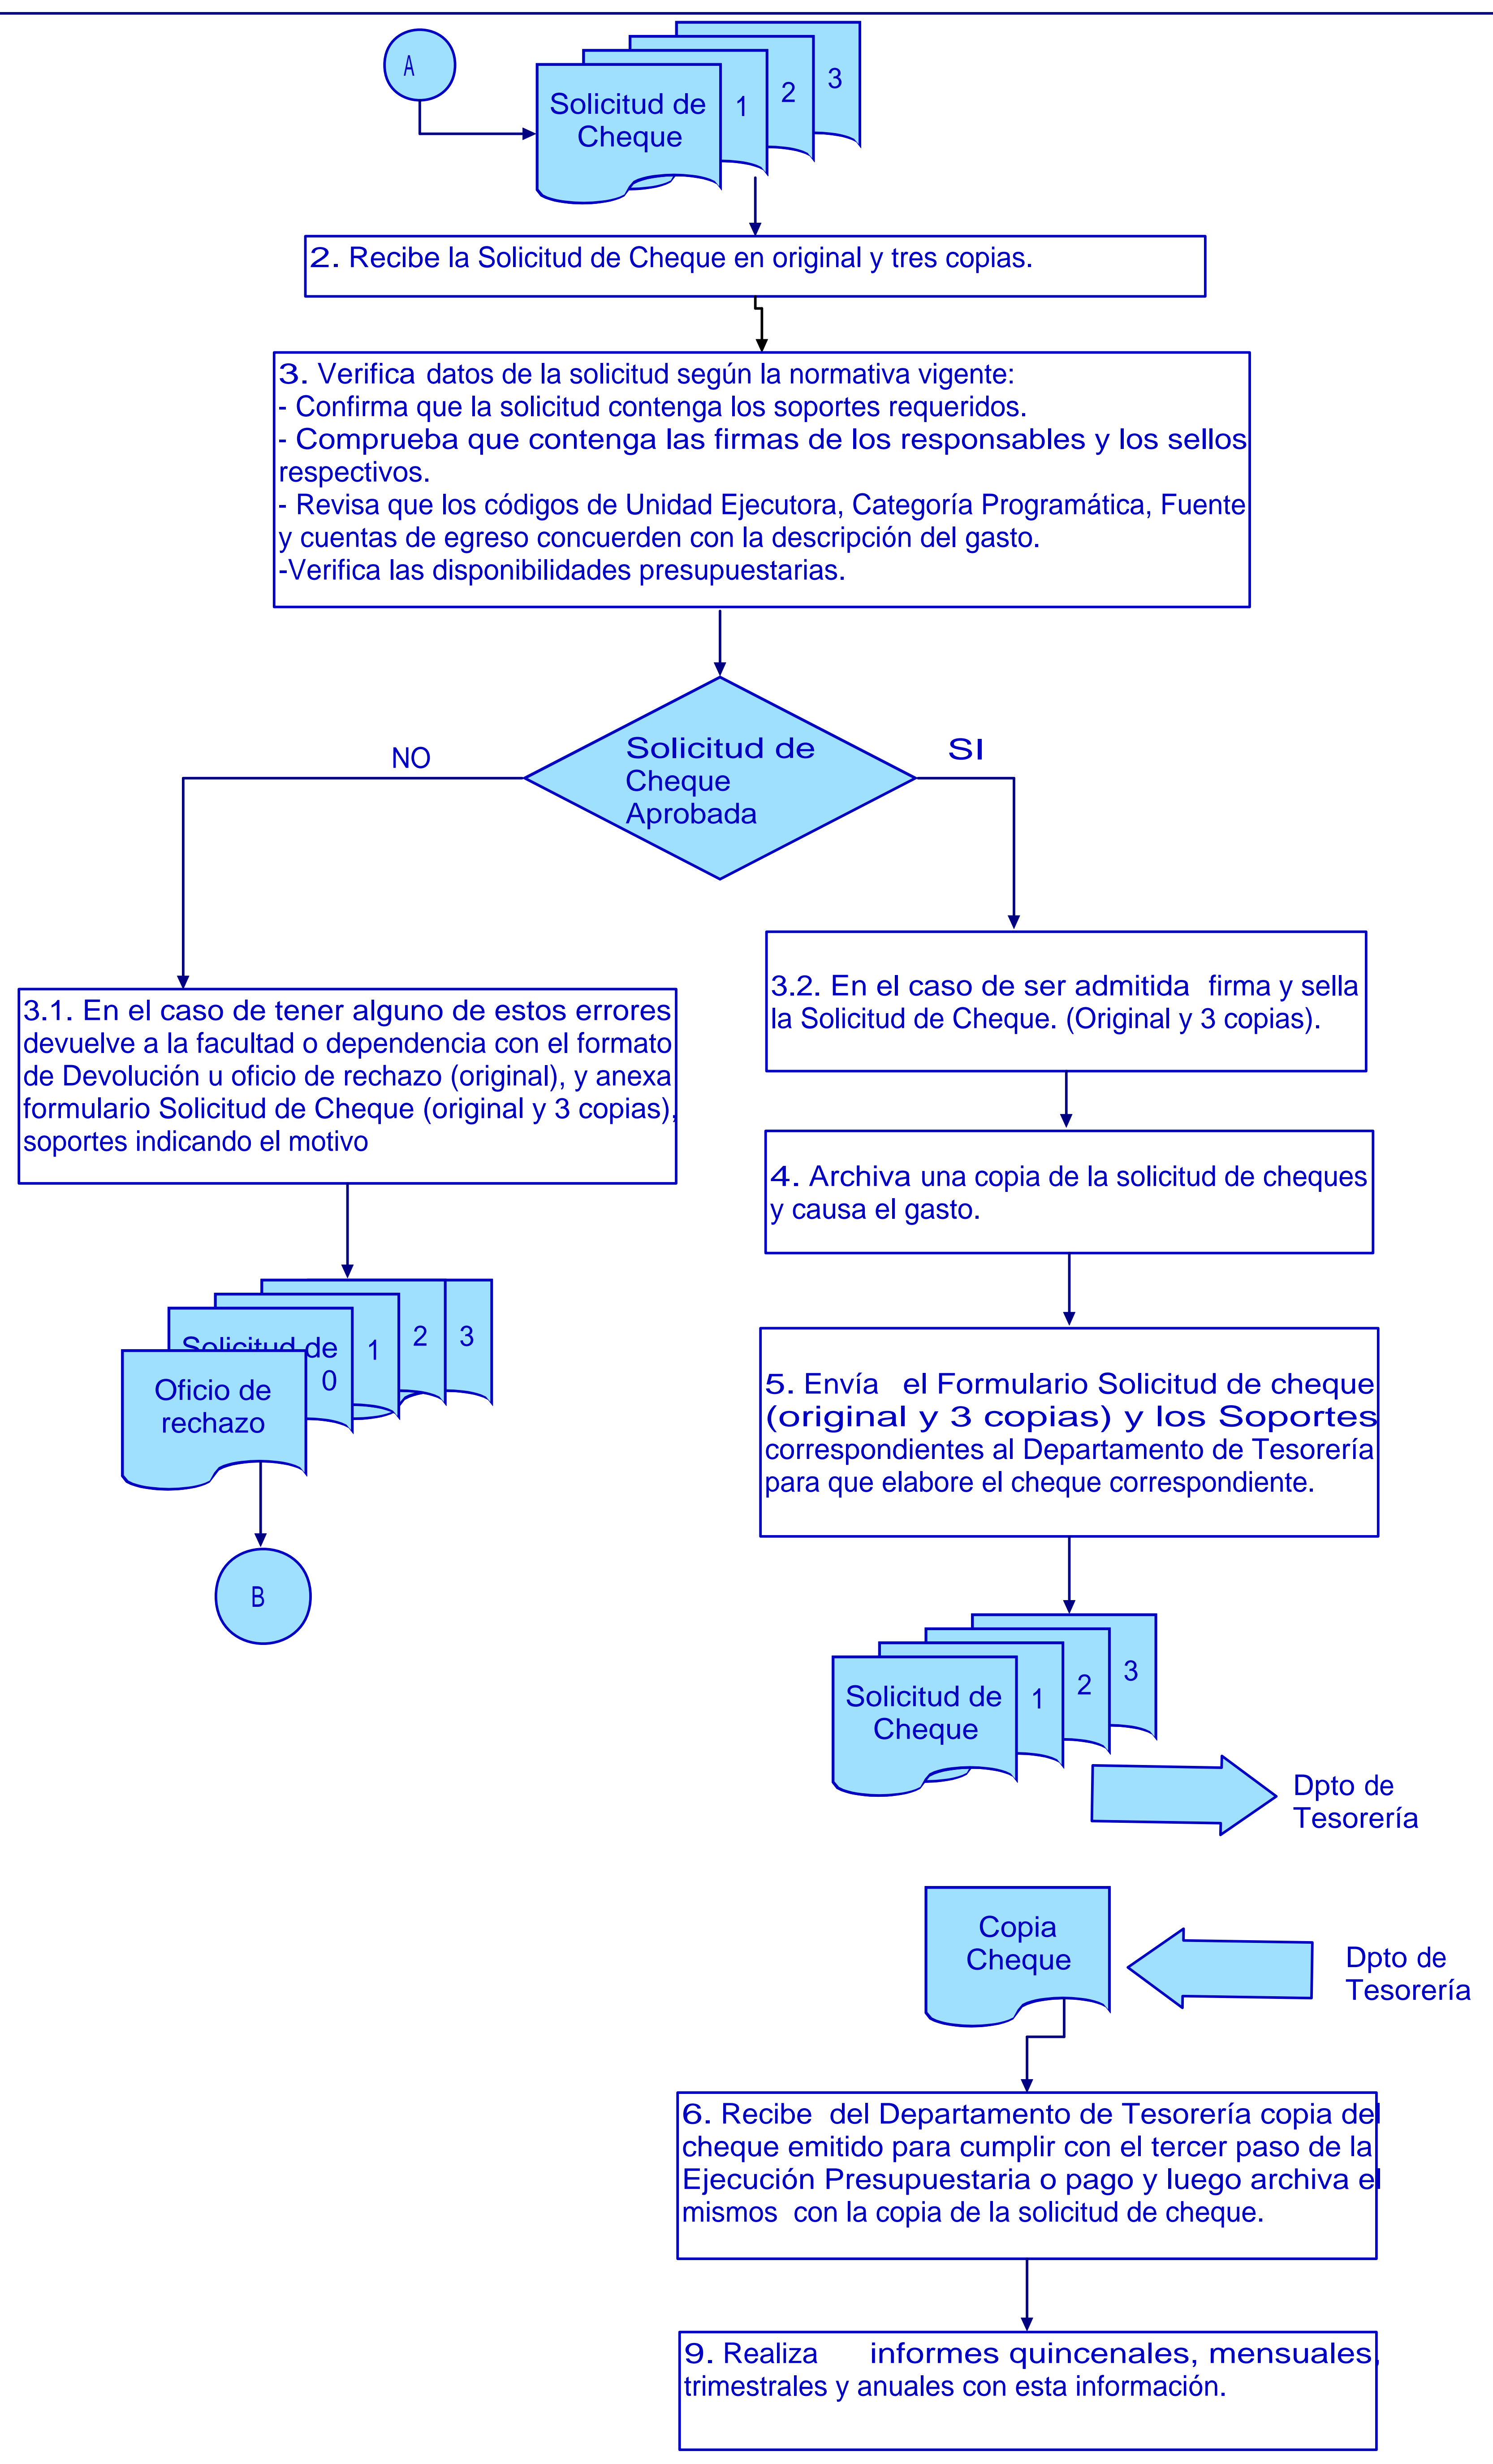 A
Solicitud de
Cheque
1
2
3
2. Recibe la Solicitud de Cheque en original y tres copias.
3. Verifica datos de la solicitud según la normativa vigente:
- Confirma que la solicitud contenga los soportes requeridos.
- Comprueba que contenga las firmas de los responsables y los sellos
respectivos.
- Revisa que los códigos de Unidad Ejecutora, Categoría Programática, Fuente
y cuentas de egreso concuerden con la descripción del gasto.
-Verifica las disponibilidades presupuestarias.
Solicitud de
Cheque
Aprobada
NO
SI
3.1. En el caso de tener alguno de estos errores
devuelve a la facultad o dependencia con el formato
de Devolución u oficio de rechazo (original), y anexa
formulario Solicitud de Cheque (original y 3 copias),
soportes indicando el motivo
Solicitud de
0
1
2
3
Oficio de
rechazo
B
3.2. En el caso de ser admitida firma y sella
la Solicitud de Cheque. (Original y 3 copias).
4. Archiva una copia de la solicitud de cheques
y causa el gasto.
5. Envía el Formulario Solicitud de cheque
(original y 3 copias) y los Soportes
correspondientes al Departamento de Tesorería
para que elabore el cheque correspondiente.
Solicitud de
Cheque
1
2
3
Dpto de
Tesorería
Copia
Cheque
Dpto de
Tesorería
6. Recibe del Departamento de Tesorería copia del
cheque emitido para cumplir con el tercer paso de la
Ejecución Presupuestaria o pago y luego archiva el
mismos con la copia de la solicitud de cheque.
9. Realiza informes quincenales, mensuales,
trimestrales y anuales con esta información.